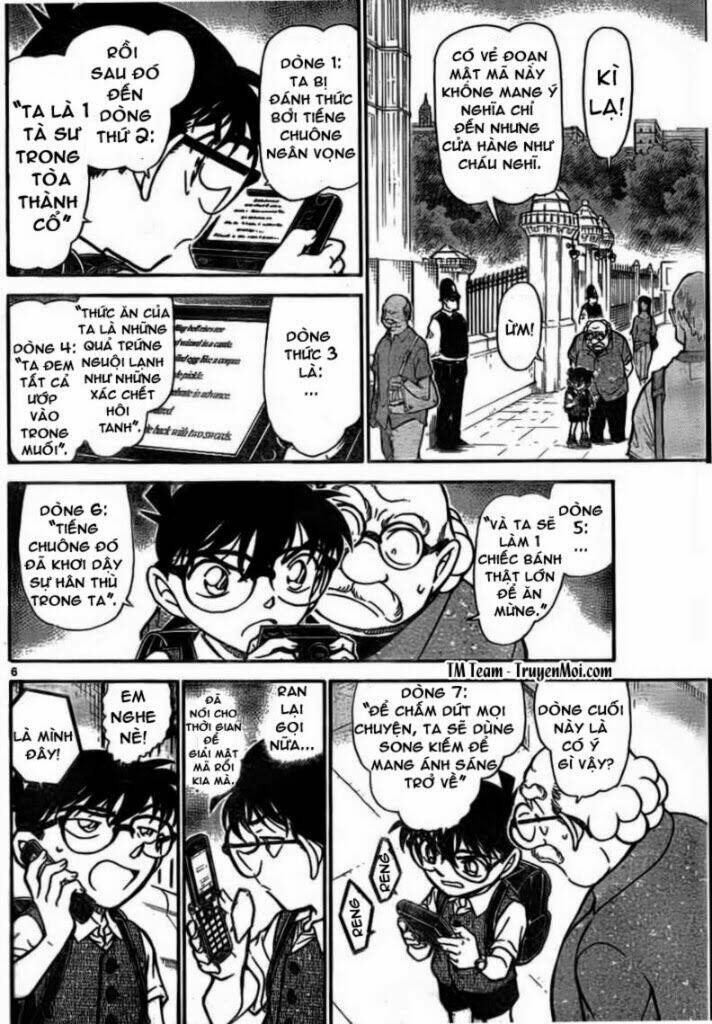 KÌ
LẠ!
CÓ VẺ ĐOẠN
MẬT MÃ NÀY
KHÔNG MANG Ý
NGHĨA CHỈ
ĐẾN NHƯNG
CỬA HÀNG NHƯ
CHÁU NGHĨ.
ỪM!
DÒNG 1:
TA BỊ
ĐÁNH THỨC
BỞI TIẾNG
CHUÔNG
NGÂN VỌNG
RỒI
SAU ĐÓ
ĐẾN
DÒNG
THỨ 2:
"TA LÀ 1
TÀ SƯ
TRONG
TÒA
THÀNH
CỔ"
DÒNG
THỨC 3
LÀ:
...
"THỨC ĂN CỦA
TA LÀ NHỮNG
QUẢ TRỨNG
NGUỘI LẠNH
NHƯ NHỮNG
XÁC CHẾT
HÔI
TANH".
DÒNG 4:
"TA ĐEM
TẤT CẢ
ƯỚP
VÀO
TRONG
MUỐI".
DÒNG
5:
...
"VÀ TA SẼ
LÀM 1
CHIẾC BÁNH
THẬT LỚN
ĐỂ ĂN
MỪNG."
DÒNG 6:
"TIẾNG
CHUÔNG ĐÓ
ĐÃ KHƠI DẬY
SỰ HẬN THÙ
TRONG TA".
6
TM Team - TruyenMoi.com
DÒNG CUỐI
NÀY LÀ
CÓ Ý
GÌ VẬY?
DÒNG 7:
"ĐỂ CHẤM DỨT MỌI
CHUYỆN, TA SẼ DÙNG
SONG KIẾM ĐỂ
MANG ÁNH SÁNG
TRỞ VỀ"
RENG
RENG
RAN
LẠI
GỌI
NỮA...
ĐÃ
NÓI CHO
THỜI GIAN
ĐỂ
GIẢI MẬT
MÃ RỒI
KIA MÀ.
EM
NGHE
NÈ!
LÀ MÌNH
ĐÂY!